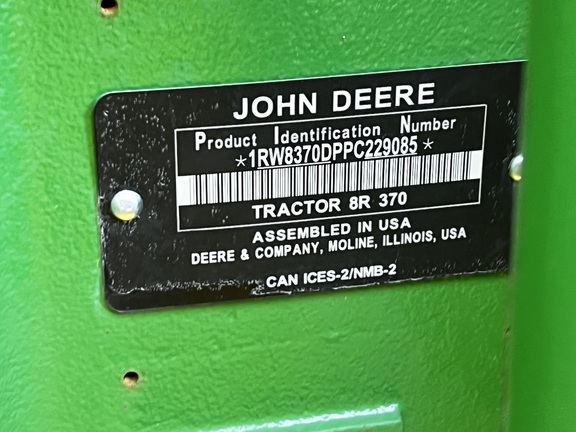 JOHN DEERE
Product Identification Number
*1RW8370DPPC229085*
TRACTOR 8R 370
ASSEMBLED IN USA
DEERE & COMPANY, MOLINE, ILLINOIS, USA
CAN ICES-2/NMB-2